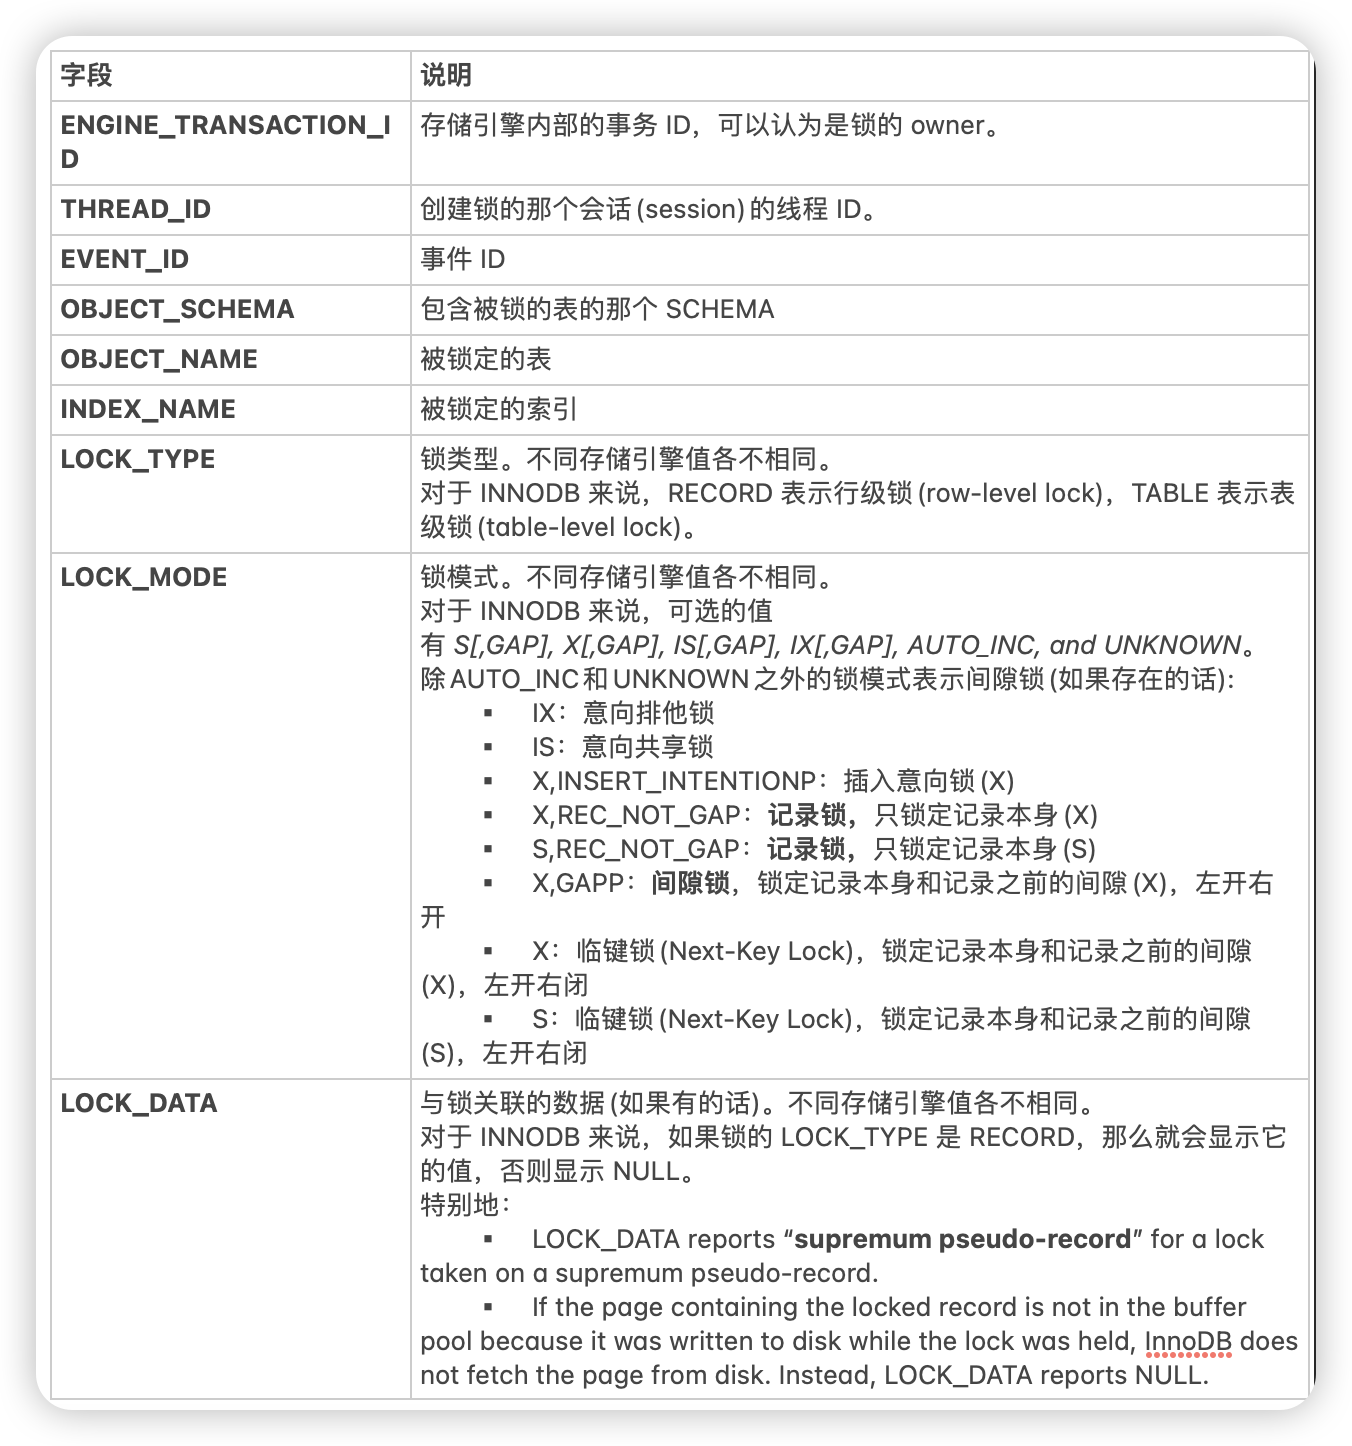 字段
说明
ENGINE_TRANSACTION_I
D
存储引擎内部的事务 ID，可以认为是锁的 owner。
THREAD_ID
创建锁的那个会话(session)的线程 ID。
EVENT_ID
事件 ID
OBJECT_SCHEMA
包含被锁的表的那个 SCHEMA
OBJECT_NAME
被锁定的表
INDEX_NAME
被锁定的索引
LOCK_TYPE
锁类型。不同存储引擎值各不相同。
对于 INNODB 来说，RECORD 表示行级锁(row-level lock)，TABLE 表示表
级锁(table-level lock)。
LOCK_MODE
锁模式。不同存储引擎值各不相同。
对于 INNODB 来说，可选的值
有 S[,GAP], X[,GAP], IS[,GAP], IX[,GAP], AUTO_INC, and UNKNOWN。
除AUTO_INC和UNKNOWN之外的锁模式表示间隙锁(如果存在的话):
▪ IX：意向排他锁
▪ IS：意向共享锁
▪ X,INSERT_INTENTIONP：插入意向锁(X)
▪ X,REC_NOT_GAP：记录锁，只锁定记录本身(X)
▪ S,REC_NOT_GAP：记录锁，只锁定记录本身(S)
▪ X,GAPP：间隙锁，锁定记录本身和记录之前的间隙(X)，左开右
开
▪ X：临键锁(Next-Key Lock)，锁定记录本身和记录之前的间隙
(X)，左开右闭
▪ S：临键锁(Next-Key Lock)，锁定记录本身和记录之前的间隙
(S)，左开右闭
LOCK_DATA
与锁关联的数据(如果有的话)。不同存储引擎值各不相同。
对于 INNODB 来说，如果锁的 LOCK_TYPE 是 RECORD，那么就会显示它
的值，否则显示 NULL。
特别地：
▪ LOCK_DATA reports “supremum pseudo-record” for a lock
taken on a supremum pseudo-record.
▪ If the page containing the locked record is not in the buffer
pool because it was written to disk while the lock was held, InnoDB does
not fetch the page from disk. Instead, LOCK_DATA reports NULL.